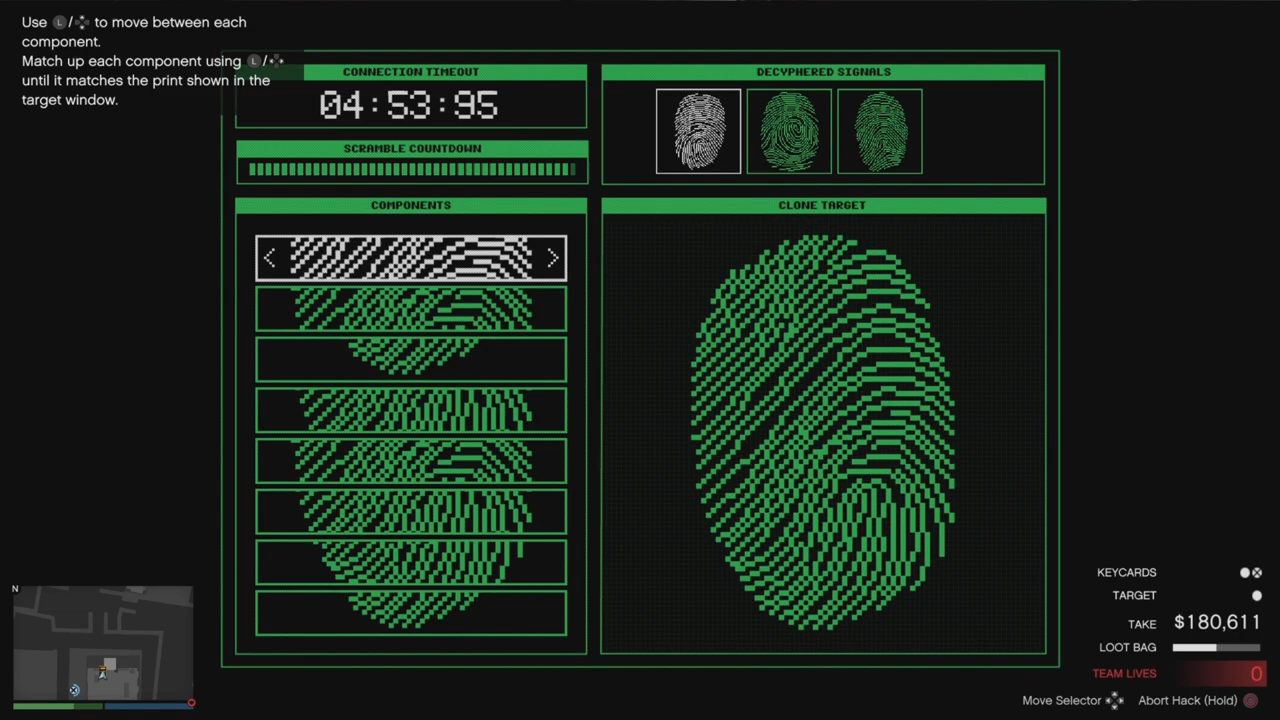 Use L/ to move between each
component.
Match up each component using L/
until it matches the print shown in the
target window.
CONNECTION TIMEOUT
04:53:95
SCRAMBLE COUNTDOWN
DECYPHERED SIGNALS
COMPONENTS
CLONE TARGET
N
KEYCARDS
TARGET
TAKE $180,611
LOOT BAG
TEAM LIVES 0
Move Selector Abort Hack (Hold)